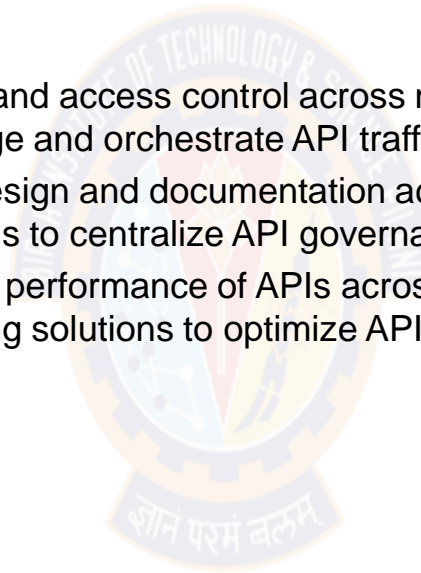 and access control across
ge and orchestrate API traff
esign and documentation ac
s to centralize API governa
performance of APIs acros
ng solutions to optimize API
TECHNOLOGY &
ज्ञानं परमं बलम्